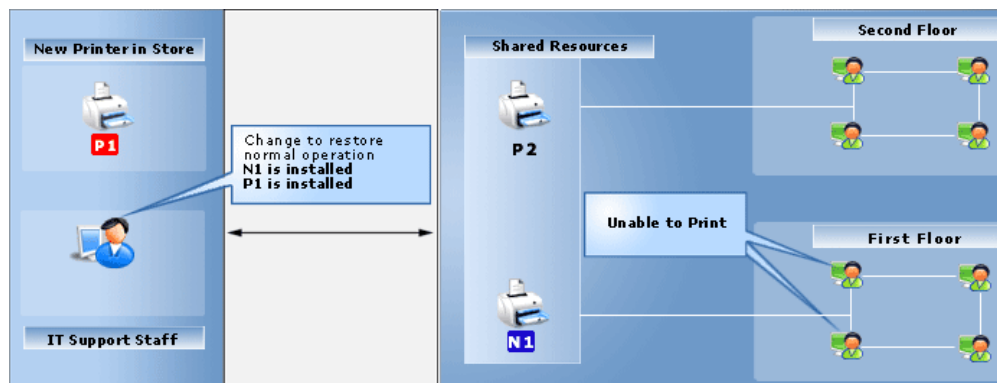 New Printer in Store
P1
IT Support Staff
Change to restore
normal operation
N1 is installed
P1 is installed
Shared Resources
P2
N1
Unable to Print
Second Floor
First Floor